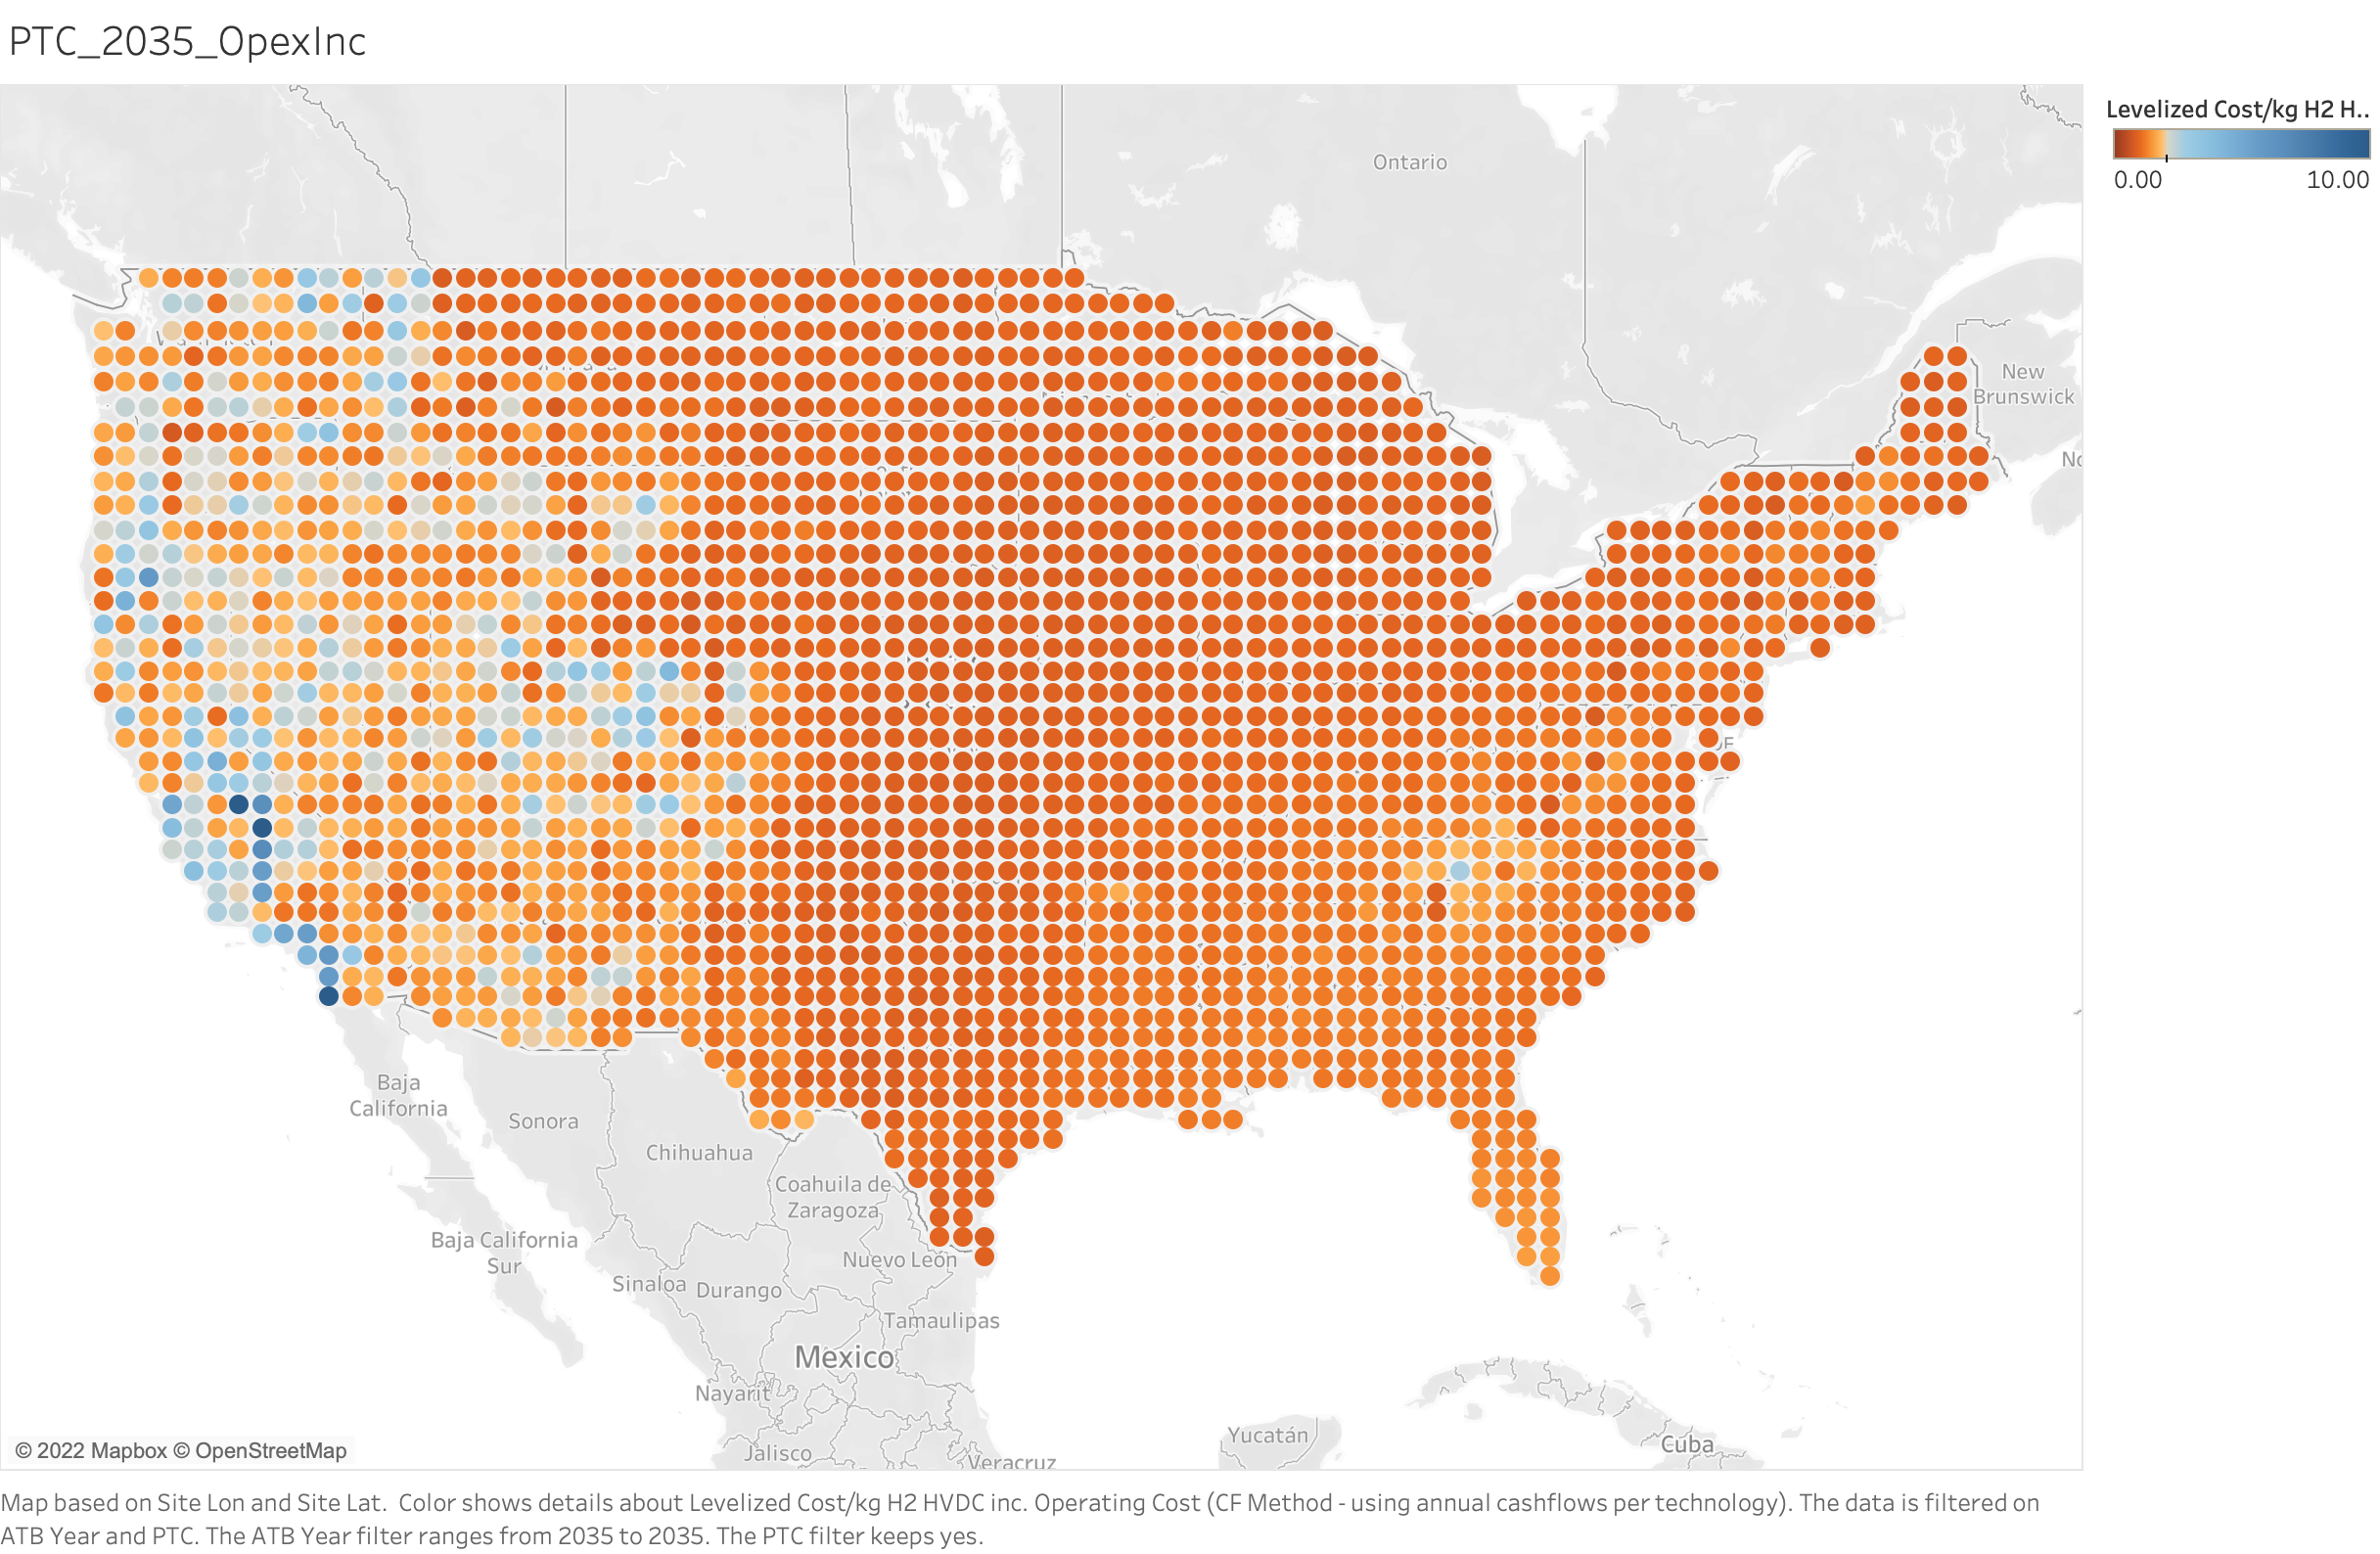 PTC_2035_OpexInc
Levelized Cost/kg H2 H..
0.00
10.00
Ontario
New
Brunswick
Baja
California
Sonora
Chihuahua
Coahuila de
Zaragoza
Baja California
Sur
Nuevo León
Sinaloa
Durango
Tamaulipas
Mexico
Nayarit
Yucatán
Cuba
Jalisco
Veracruz
© 2022 Mapbox © OpenStreetMap
Map based on Site Lon and Site Lat. Color shows details about Levelized Cost/kg H2 HVDC inc. Operating Cost (CF Method - using annual cashflows per technology). The data is filtered on
ATB Year and PTC. The ATB Year filter ranges from 2035 to 2035. The PTC filter keeps yes.